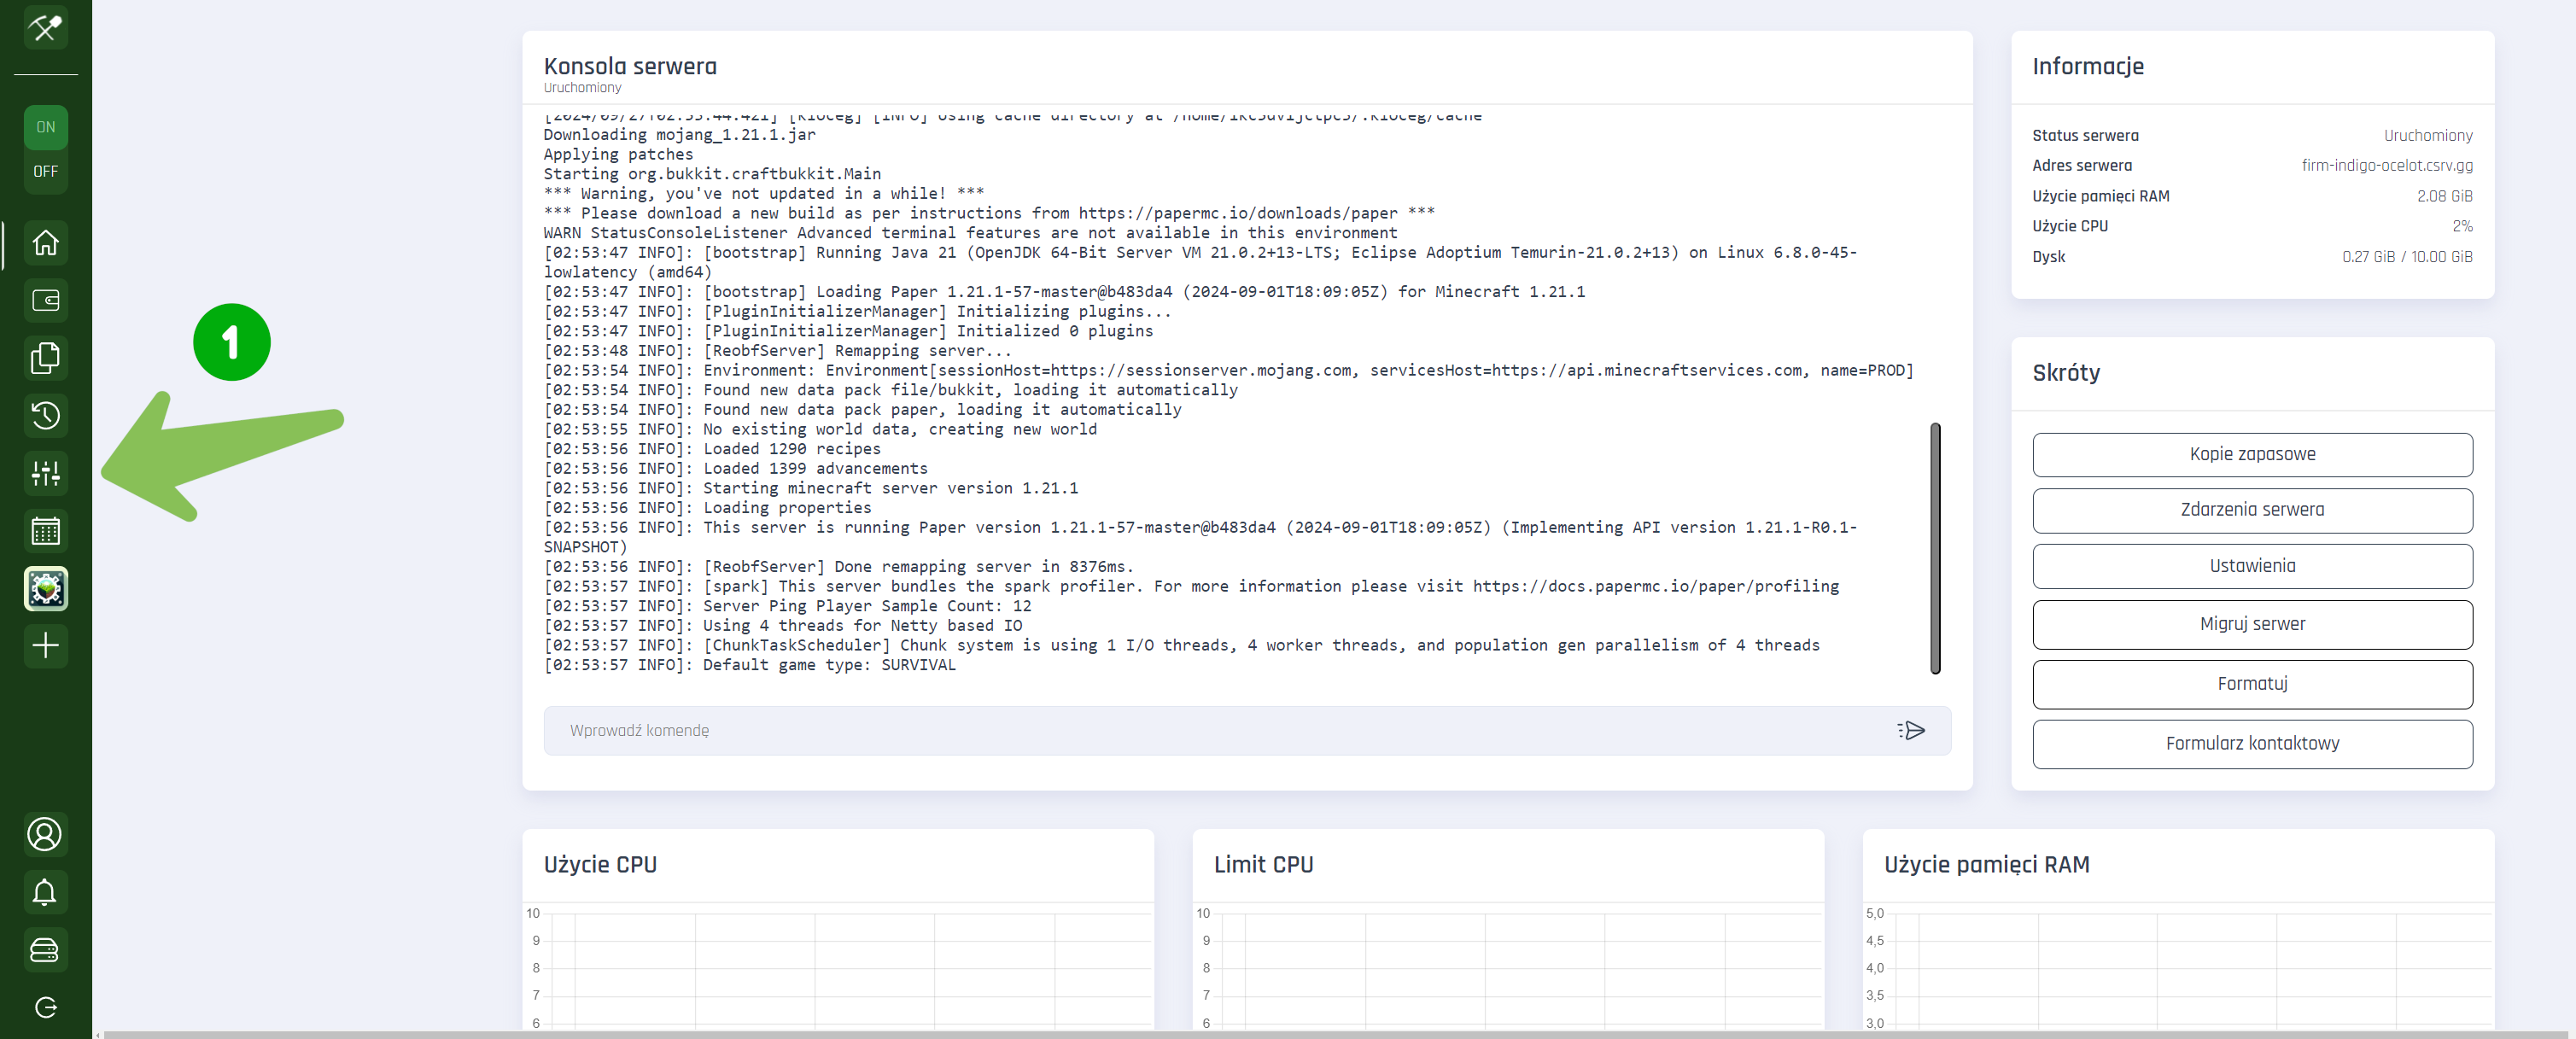 ON
OFF
1
Konsola serwera
Uruchomiony
Downloading mojang_1.21.1.jar
Applying patches
Starting org.bukkit.craftbukkit.Main
*** Warning, you've not updated in a while! ***
*** Please download a new build as per instructions from https://papermc.io/downloads/paper ***
WARN StatusConsoleListener Advanced terminal features are not available in this environment
[02:53:47 INFO]: [bootstrap] Running Java 21 (OpenJDK 64-Bit Server VM 21.0.2+13-LTS; Eclipse Adoptium Temurin-21.0.2+13) on Linux 6.8.0-45-
lowlatency (amd64)
[02:53:47 INFO]: [bootstrap] Loading Paper 1.21.1-57-master@b483da4 (2024-09-01T18:09:05Z) for Minecraft 1.21.1
[02:53:47 INFO]: [PluginInitializerManager] Initializing plugins...
[02:53:47 INFO]: [PluginInitializerManager] Initialized 0 plugins
[02:53:48 INFO]: [ReobfServer] Remapping server...
[02:53:54 INFO]: Environment: Environment[sessionHost=https://sessionserver.mojang.com, servicesHost=https://api.minecraftservices.com, name=PROD]
[02:53:54 INFO]: Found new data pack file/bukkit, loading it automatically
[02:53:54 INFO]: Found new data pack paper, loading it automatically
[02:53:55 INFO]: No existing world data, creating new world
[02:53:56 INFO]: Loaded 1290 recipes
[02:53:56 INFO]: Loaded 1399 advancements
[02:53:56 INFO]: Starting minecraft server version 1.21.1
[02:53:56 INFO]: Loading properties
[02:53:56 INFO]: This server is running Paper version 1.21.1-57-master@b483da4 (2024-09-01T18:09:05Z) (Implementing API version 1.21.1-R0.1-
SNAPSHOT)
[02:53:56 INFO]: [ReobfServer] Done remapping server in 8376ms.
[02:53:57 INFO]: [spark] This server bundles the spark profiler. For more information please visit https://docs.papermc.io/paper/profiling
[02:53:57 INFO]: Server Ping Player Sample Count: 12
[02:53:57 INFO]: Using 4 threads for Netty based IO
[02:53:57 INFO]: [ChunkTaskScheduler] Chunk system is using 1 I/O threads, 4 worker threads, and population gen parallelism of 4 threads
[02:53:57 INFO]: Default game type: SURVIVAL
Wprowadź komendę
Informacje
Status serwera Uruchomiony
Adres serwera firm-indigo-ocelot.csrv.gg
Użycie pamięci RAM 2.08 GiB
Użycie CPU 2%
Dysk 0.27 GiB / 10.00 GiB
Skróty
Kopie zapasowe
Zdarzenia serwera
Ustawienia
Migruj serwer
Formatuj
Formularz kontaktowy
Użycie CPU
10
9
8
7
6
Limit CPU
10
9
8
7
6
Użycie pamięci RAM
5,0
4,5
4,0
3,5
3,0